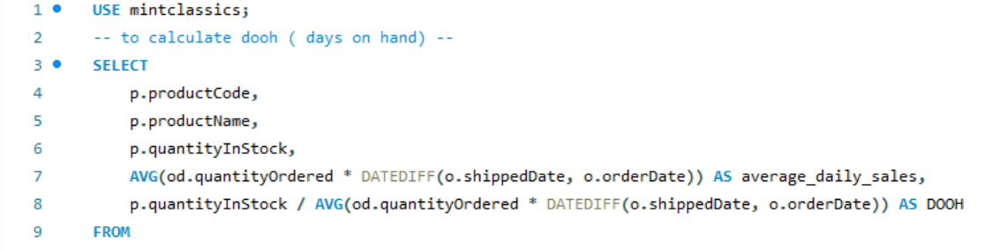 1 USE mintclassics;
2 -- to calculate dooh ( days on hand) --
3 SELECT
4 p.productCode,
5 p.productName,
6 p.quantityInStock,
7 AVG(od.quantityOrdered * DATEDIFF(o.shippedDate, o.orderDate)) AS average_daily_sales,
8 p.quantityInStock / AVG(od.quantityOrdered * DATEDIFF(o.shippedDate, o.orderDate)) AS DOOH
9 FROM